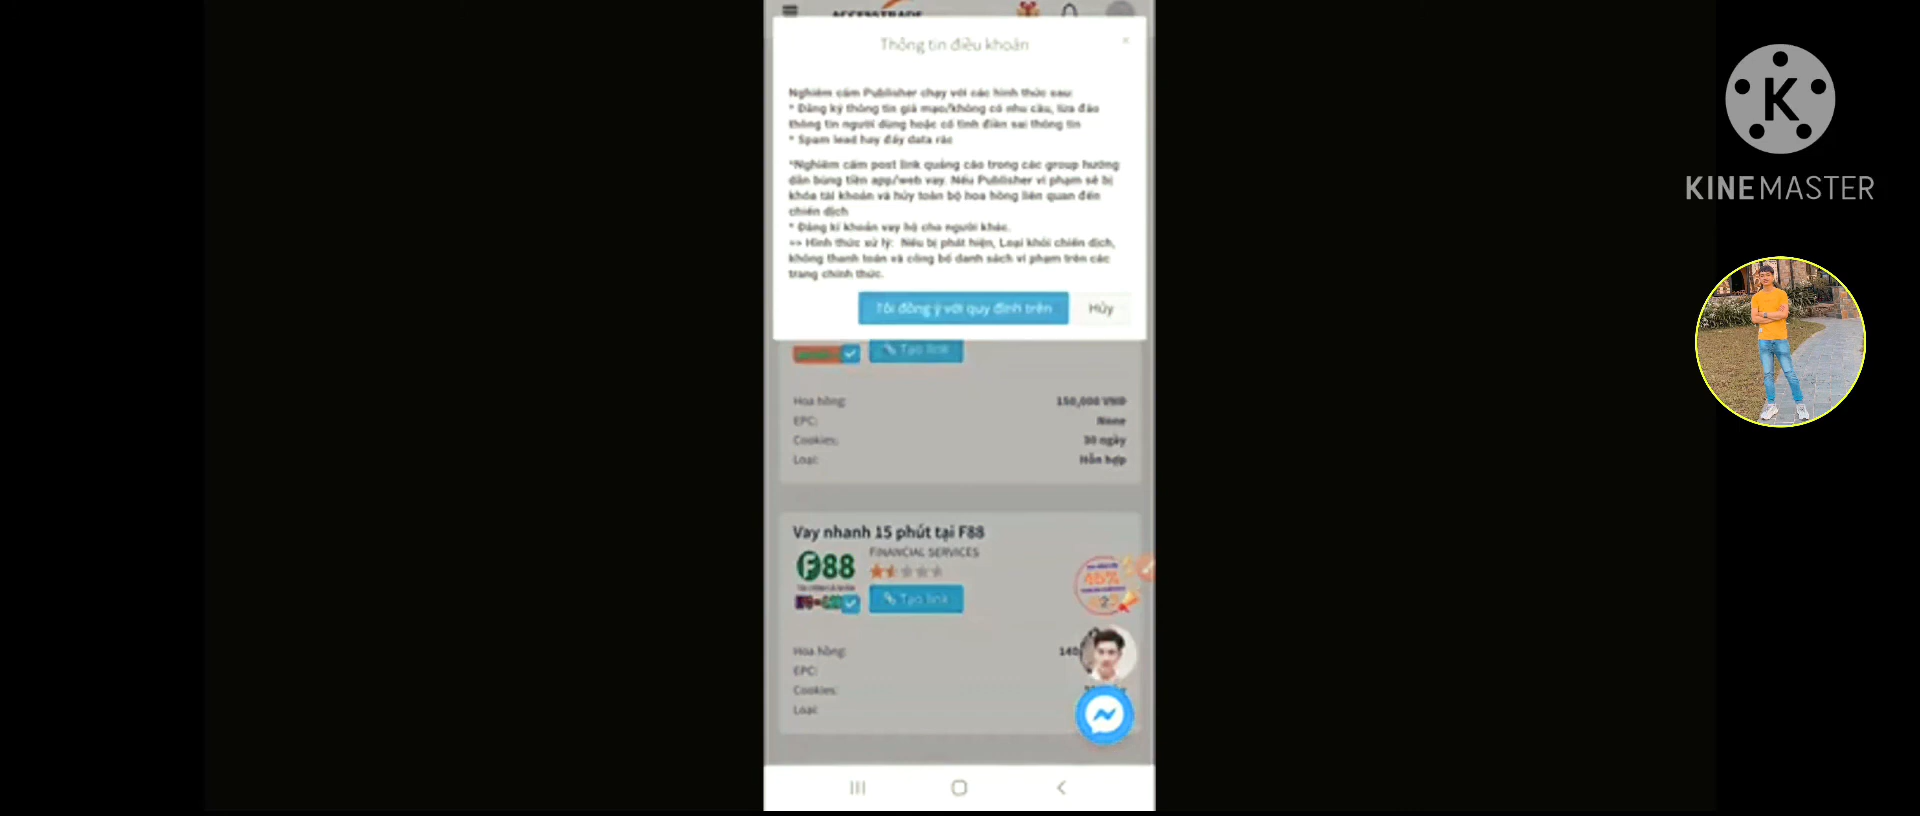 ACCESSTRADE
Thông tin điều khoản
×
Nghiêm cấm Publisher chạy với các hình thức sau:
* Đăng ký thông tin giả mạo/không có nhu cầu, lừa đảo
thông tin người dùng hoặc cố tình điền sai thông tin
* Spam lead hay đẩy data rác
*Nghiêm cấm post link quảng cáo trong các group hướng
dẫn bùng tiền app/web vay. Nếu Publisher vi phạm sẽ bị
khóa tài khoản và hủy toàn bộ hoa hồng liên quan đến
chiến dịch
* Đăng kí khoản vay hộ cho người khác.
=> Hình thức xử lý: Nếu bị phát hiện, Loại khỏi chiến dịch,
không thanh toán và công bố danh sách vi phạm trên các
trang chính thức.
Tôi đồng ý với quy định trên
Hủy
Tạo link
Hoa hồng: 150,000 VND
EPC: None
Cookies: 30 ngày
Loại: Hỗn hợp
Vay nhanh 15 phút tại F88
FINANCIAL SERVICES
F88
Tạo link
Hoa hồng: 140
EPC:
Cookies:
Loại:
K
KINEMASTER